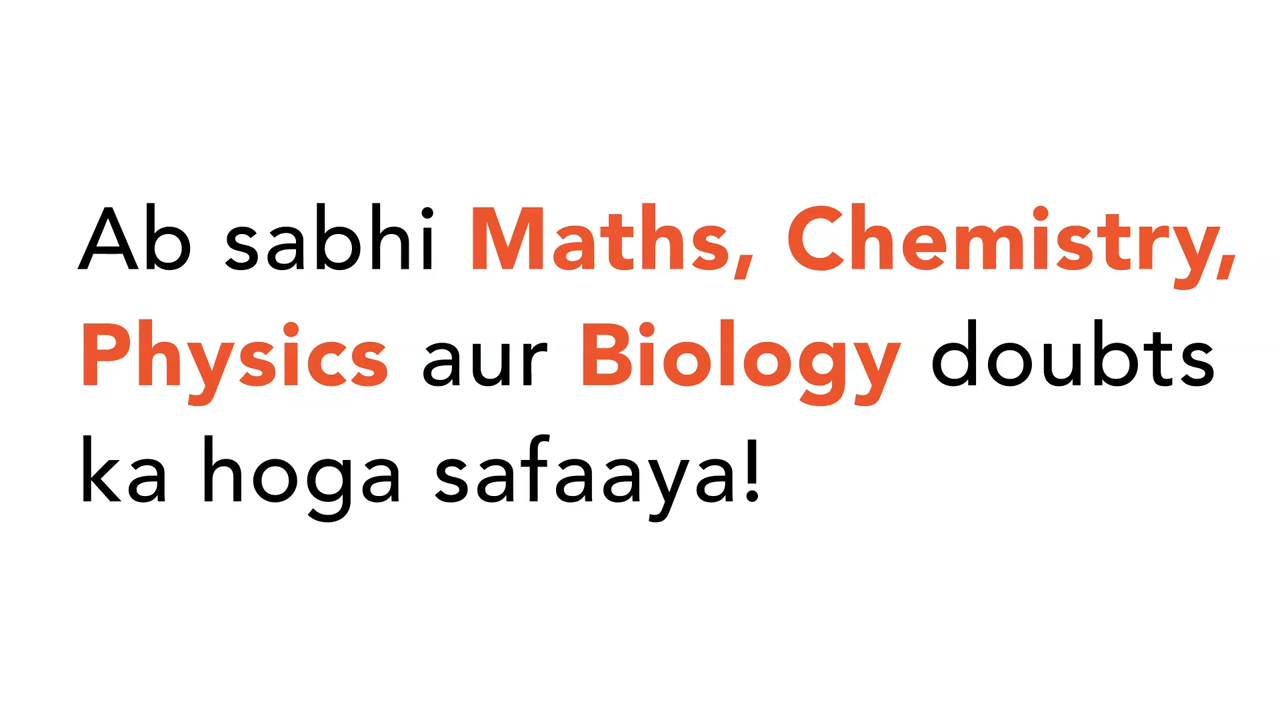 Ab sabhi Maths, Chemistry,
Physics aur Biology doubts
ka hoga safaaya!